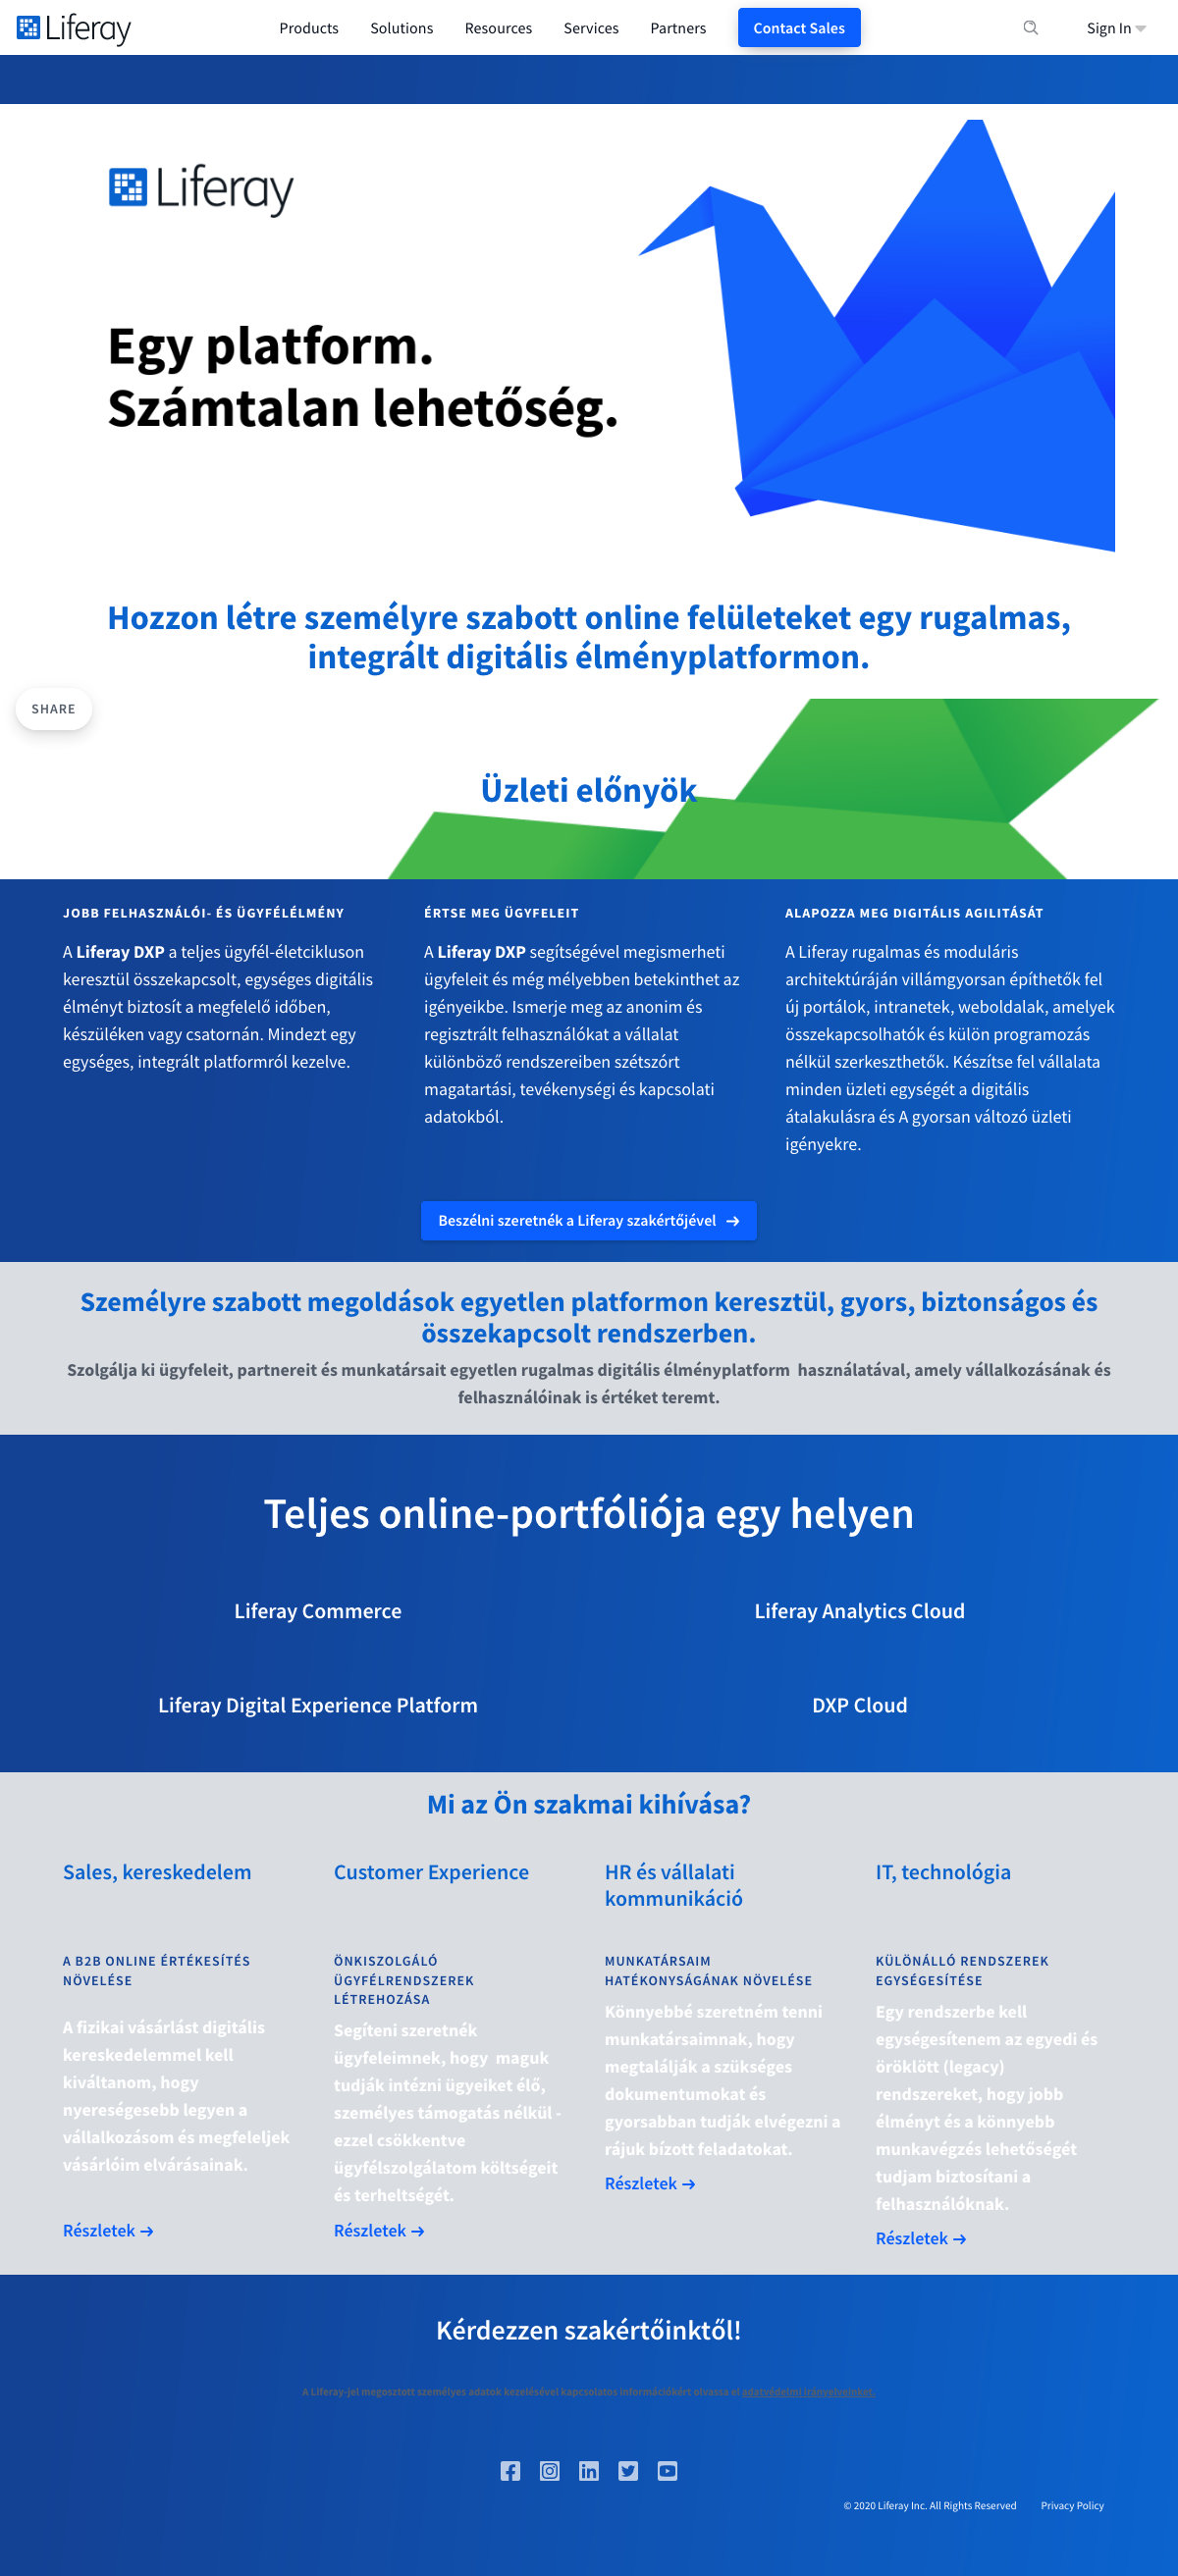 Liferay
Products Solutions Resources Services Partners Contact Sales Sign In
Liferay
Egy platform.
Számtalan lehetőség.
Hozzon létre személyre szabott online felületeket egy rugalmas,
integrált digitális élményplatformon.
SHARE
Üzleti előnyök
JOBB FELHASZNÁLÓI- ÉS ÜGYFÉLÉLMÉNY
A Liferay DXP a teljes ügyfél-életcikluson
keresztül összekapcsolt, egységes digitális
élményt biztosít a megfelelő időben,
készüléken vagy csatornán. Mindezt egy
egységes, integrált platformról kezelve.
ÉRTSE MEG ÜGYFELEIT
A Liferay DXP segítségével megismerheti
ügyfeleit és még mélyebben betekinthet az
igényeikbe. Ismerje meg az anonim és
regisztrált felhasználókat a vállalat
különböző rendszereiben szétszórt
magatartási, tevékenységi és kapcsolati
adatokból.
ALAPOZZA MEG DIGITÁLIS AGILITÁSÁT
A Liferay rugalmas és moduláris
architektúráján villámgyorsan építhetők fel
új portálok, intranetek, weboldalak, amelyek
összekapcsolhatók és külön programozás
nélkül szerkeszthetők. Készítse fel vállalata
minden üzleti egységét a digitális
átalakulásra és A gyorsan változó üzleti
igényekre.
Beszélni szeretnék a Liferay szakértőjével →
Személyre szabott megoldások egyetlen platformon keresztül, gyors, biztonságos és
összekapcsolt rendszerben.
Szolgálja ki ügyfeleit, partnereit és munkatársait egyetlen rugalmas digitális élményplatform használatával, amely vállalkozásának és
felhasználóinak is értéket teremt.
Teljes online-portfóliója egy helyen
Liferay Commerce
Liferay Analytics Cloud
Liferay Digital Experience Platform
DXP Cloud
Mi az Ön szakmai kihívása?
Sales, kereskedelem
A B2B ONLINE ÉRTÉKESÍTÉS
NÖVELÉSE
A fizikai vásárlást digitális
kereskedelemmel kell
kiváltanom, hogy
nyereségesebb legyen a
vállalkozásom és megfeleljek
vásárlóim elvárásainak.
Részletek →
Customer Experience
ÖNKISZOLGÁLÓ
ÜGYFÉLRENDSZEREK
LÉTREHOZÁSA
Segíteni szeretnék
ügyfeleimnek, hogy maguk
tudják intézni ügyeiket élő,
személyes támogatás nélkül -
ezzel csökkentve
ügyfélszolgálatom költségeit
és terheltségét.
Részletek →
HR és vállalati
kommunikáció
MUNKATÁRSAIM
HATÉKONYSÁGÁNAK NÖVELÉSE
Könnyebbé szeretném tenni
munkatársaimnak, hogy
megtalálják a szükséges
dokumentumokat és
gyorsabban tudják elvégezni a
rájuk bízott feladatokat.
Részletek →
IT, technológia
KÜLÖNÁLLÓ RENDSZEREK
EGYSÉGESÍTÉSE
Egy rendszerbe kell
egységesítenem az egyedi és
öröklött (legacy)
rendszereket, hogy jobb
élményt és a könnyebb
munkavégzés lehetőségét
tudjam biztosítani a
felhasználóknak.
Részletek →
Kérdezzen szakértőinktől!
A Liferay-jel megosztott személyes adatok kezelésével kapcsolatos információkért olvassa el adatvédelmi irányelveinket.
© 2020 Liferay Inc. All Rights Reserved Privacy Policy